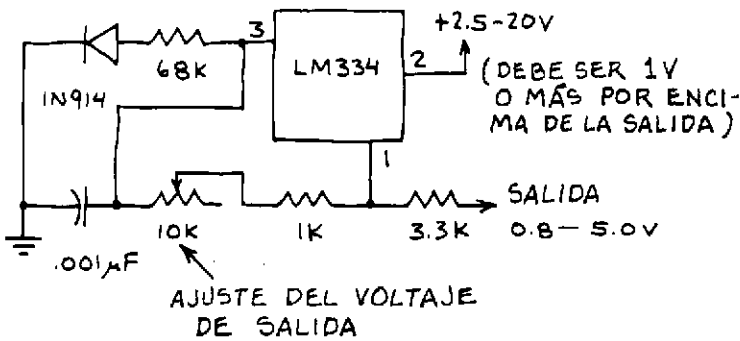 3
+2.5-20V
68K
LM334
2
(DEBE SER 1V
O MÁS POR ENCI-
MA DE LA SALIDA)
1N914
1
SALIDA
10K
1K
3.3K
0.8 - 5.0V
.001µF
AJUSTE DEL VOLTAJE
DE SALIDA